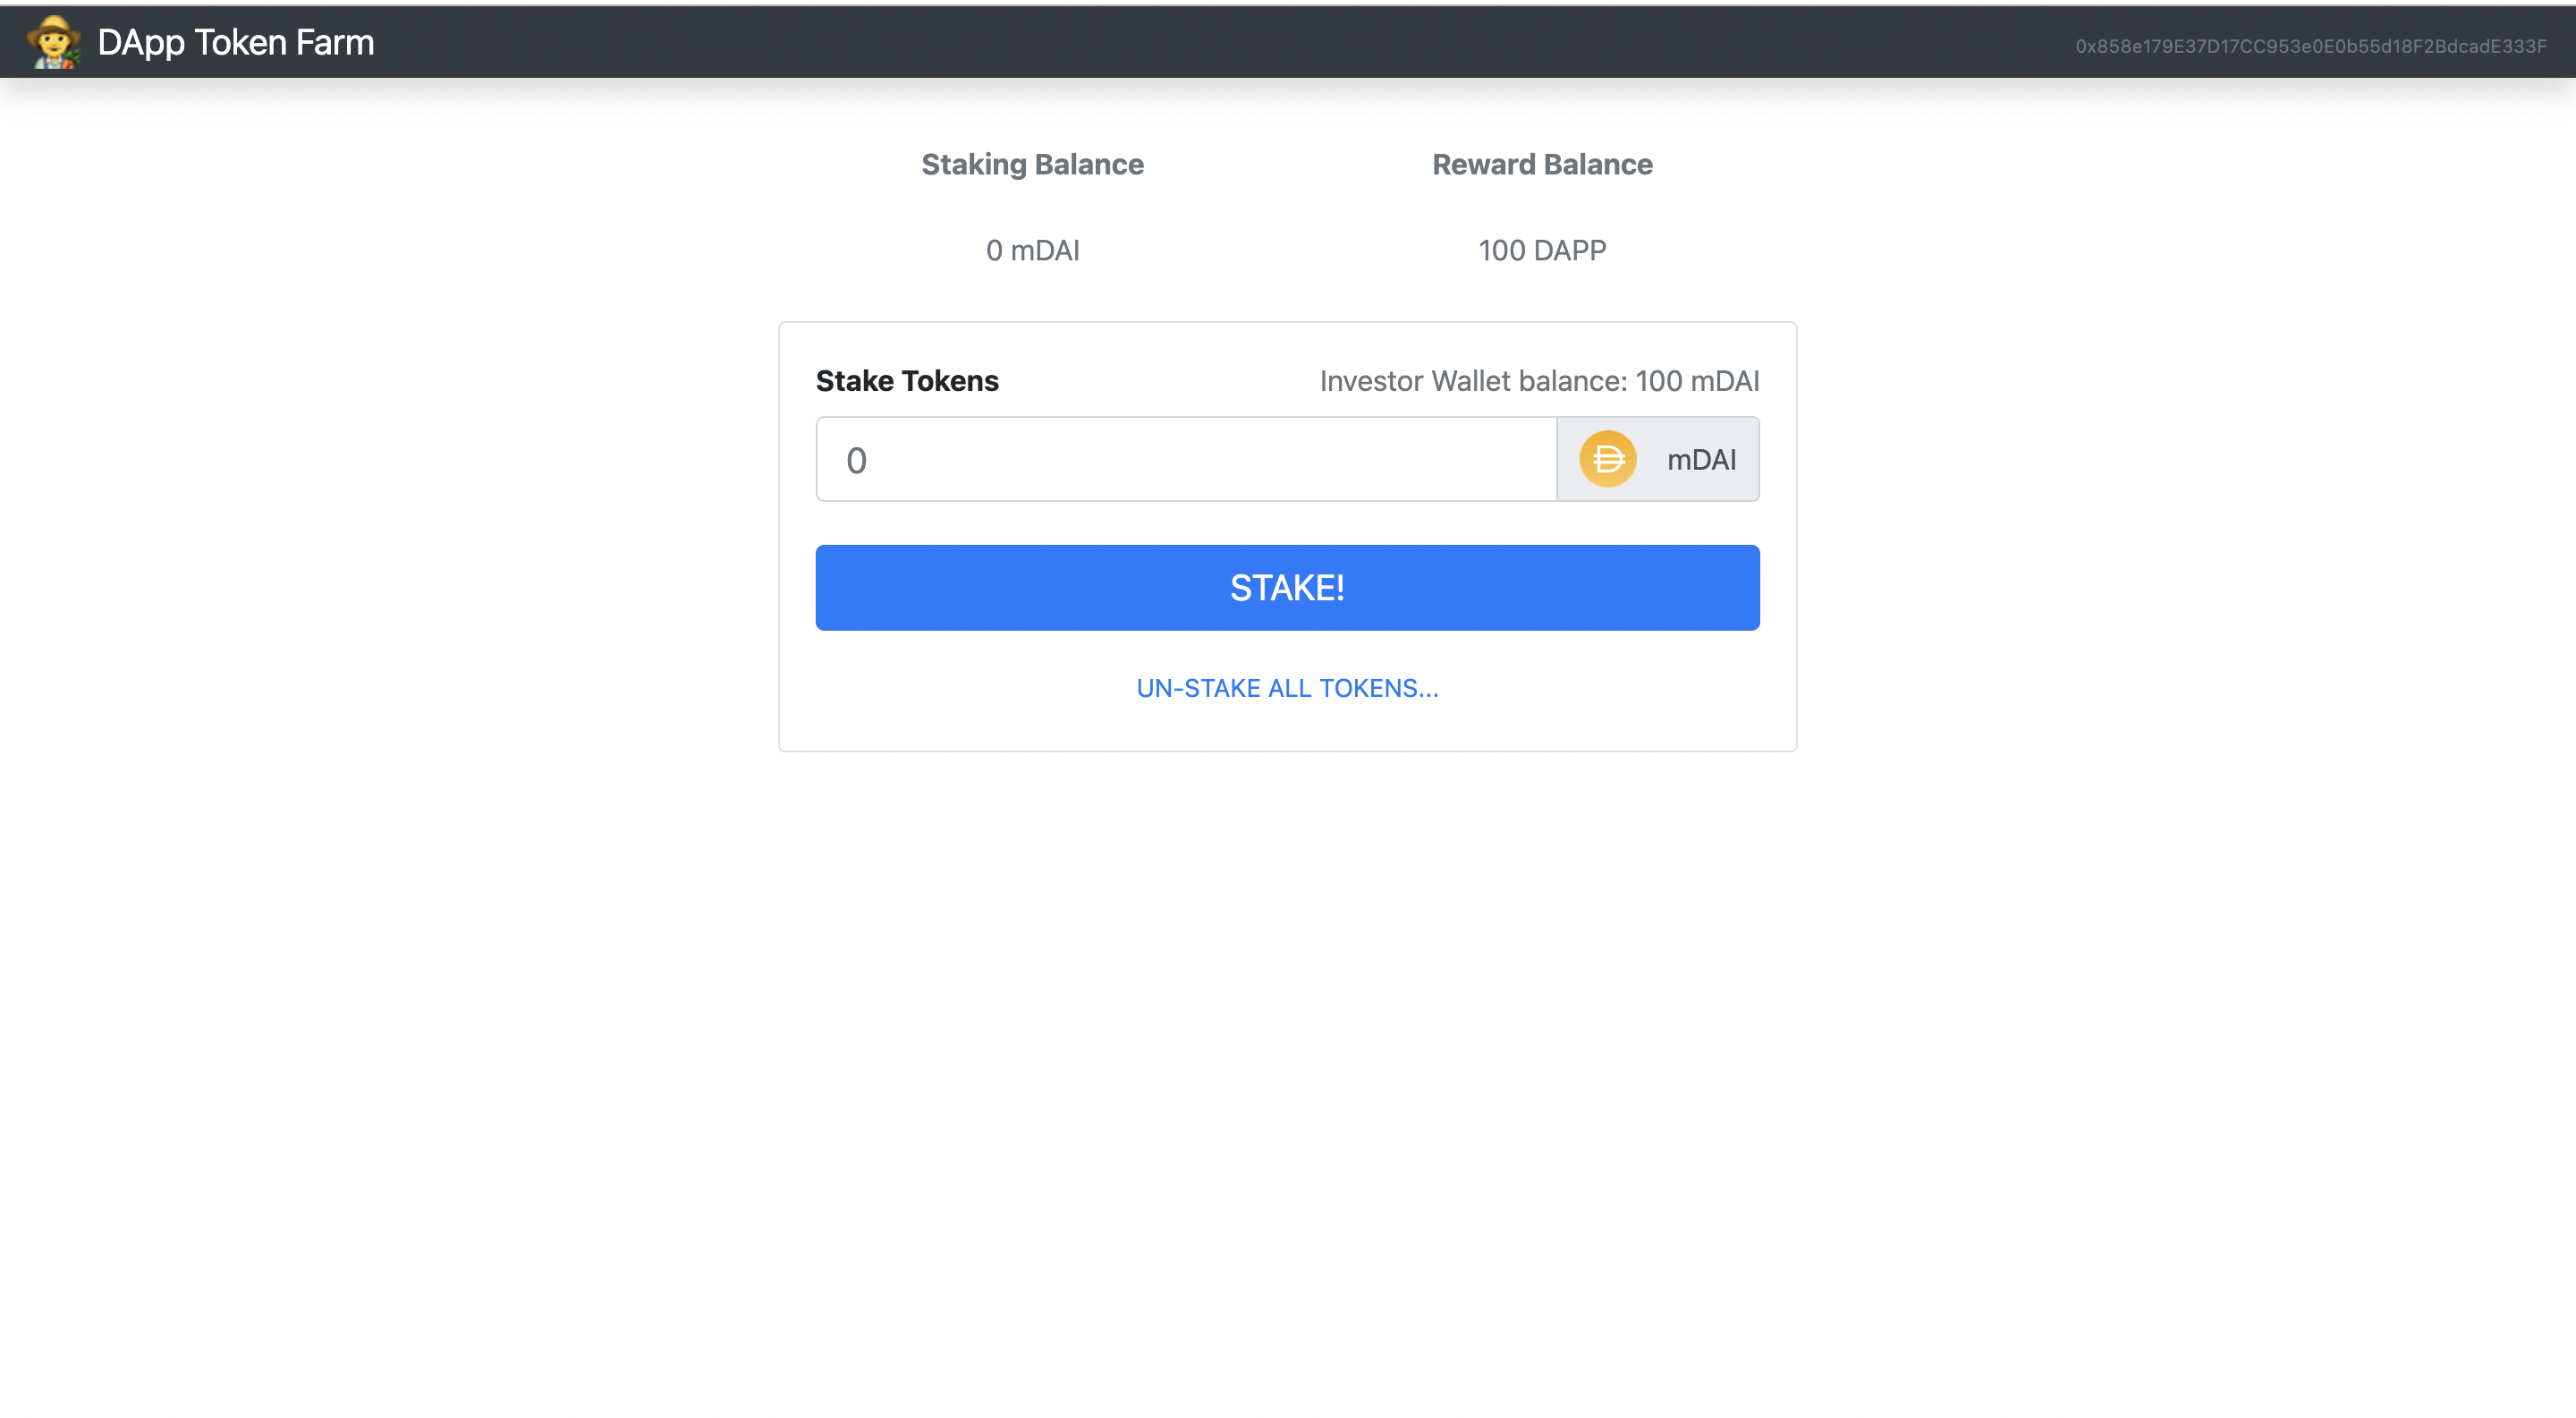 DApp Token Farm
0x858e179E37D17CC953e0E0b55d18F2BdcadE333F
Staking Balance Reward Balance
0 mDAI 100 DAPP
Stake Tokens Investor Wallet balance: 100 mDAI
0 mDAI
STAKE!
UN-STAKE ALL TOKENS...